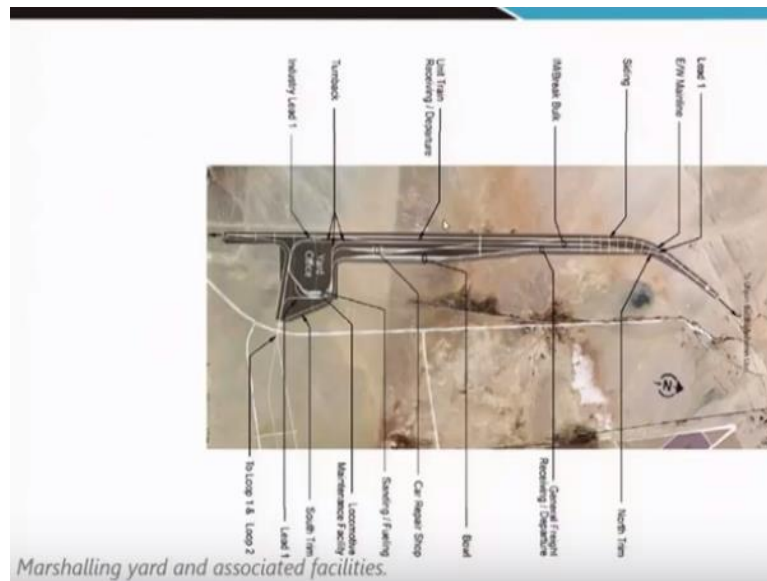 Industry Lead 1
Turnback
Unit Train
Receiving / Departure
IM/Break Bulk
Siding
E/W Mainline
Lead 1
Yard
Office
To Loop 1 & Loop 2
Lead 1
South Trim
Locomotive
Maintenance Facility
Sanding / Fueling
Car Repair Shop
Bowl
General Freight
Receiving / Departure
North Trim
Marshalling yard and associated facilities.